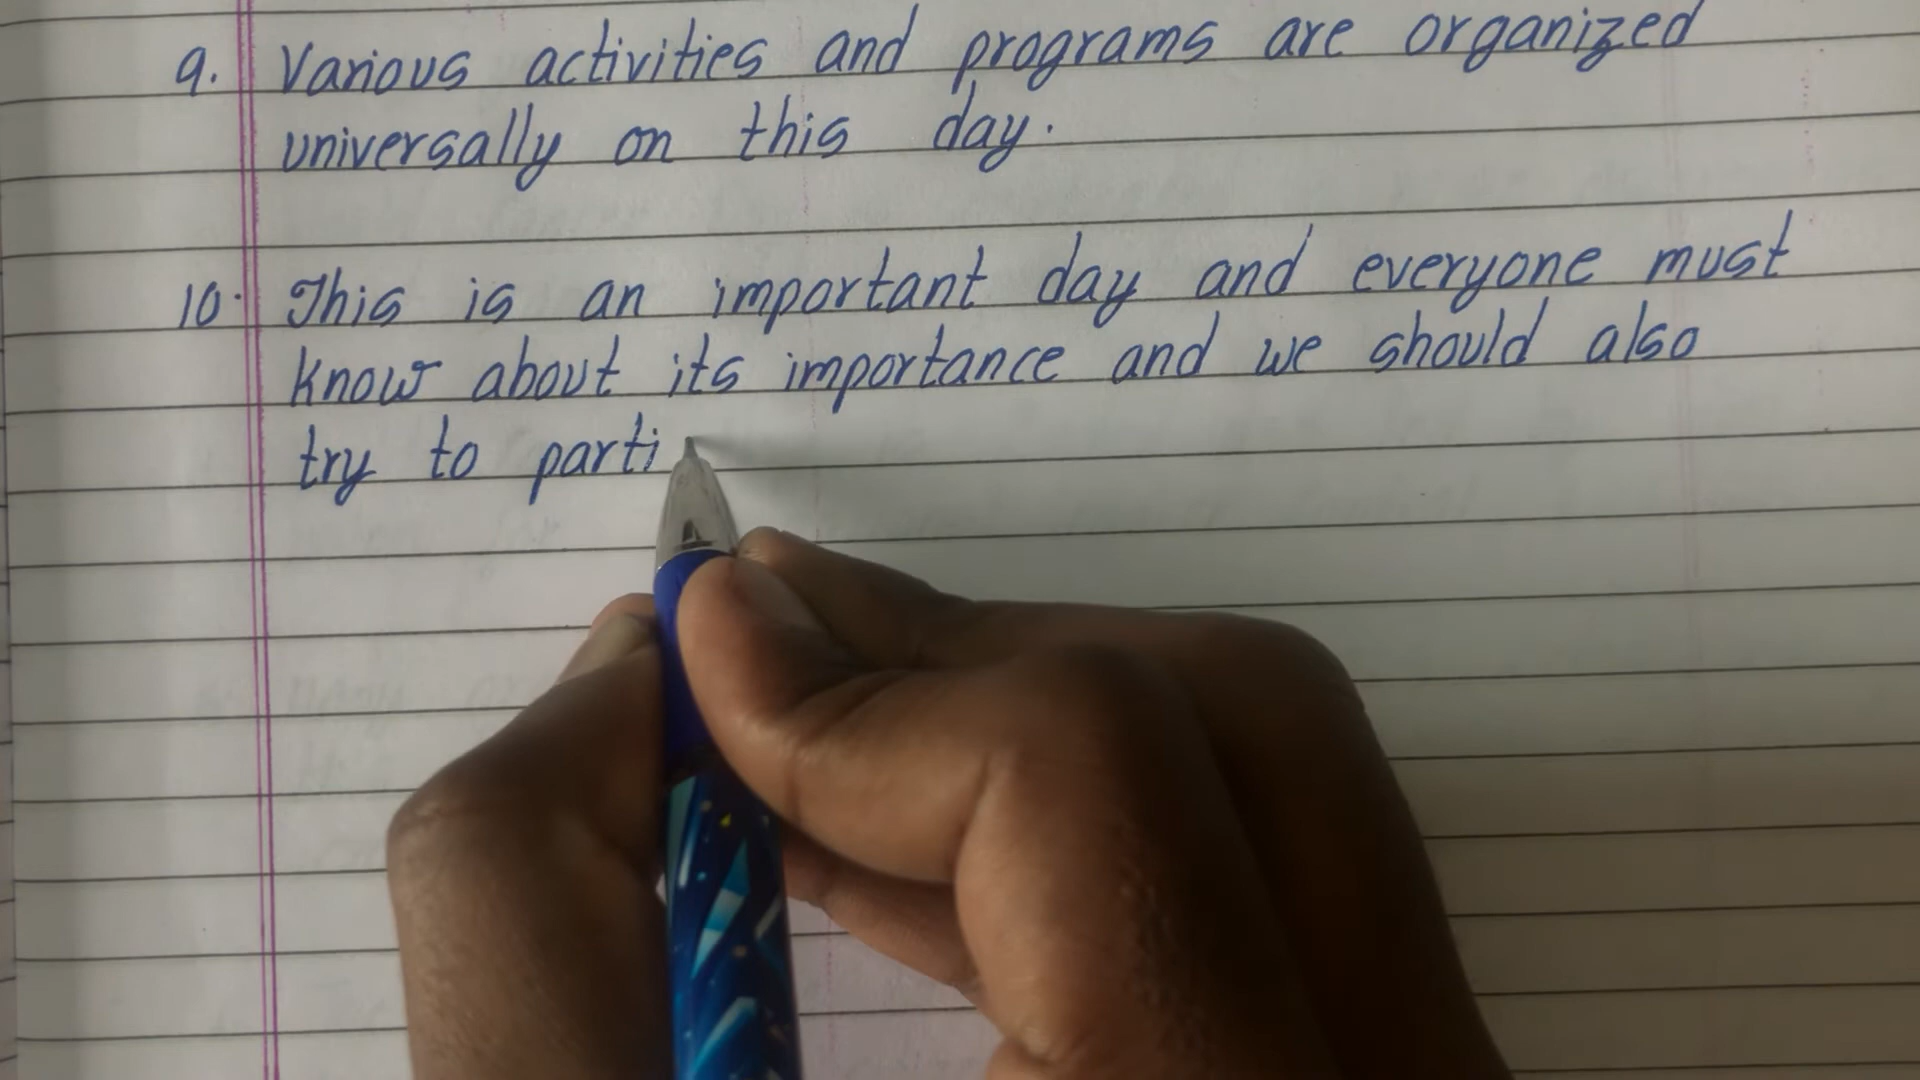 9. Various activities and programs are organized
universally on this day.
10. This is an important day and everyone must
know about its importance and we should also
try to parti